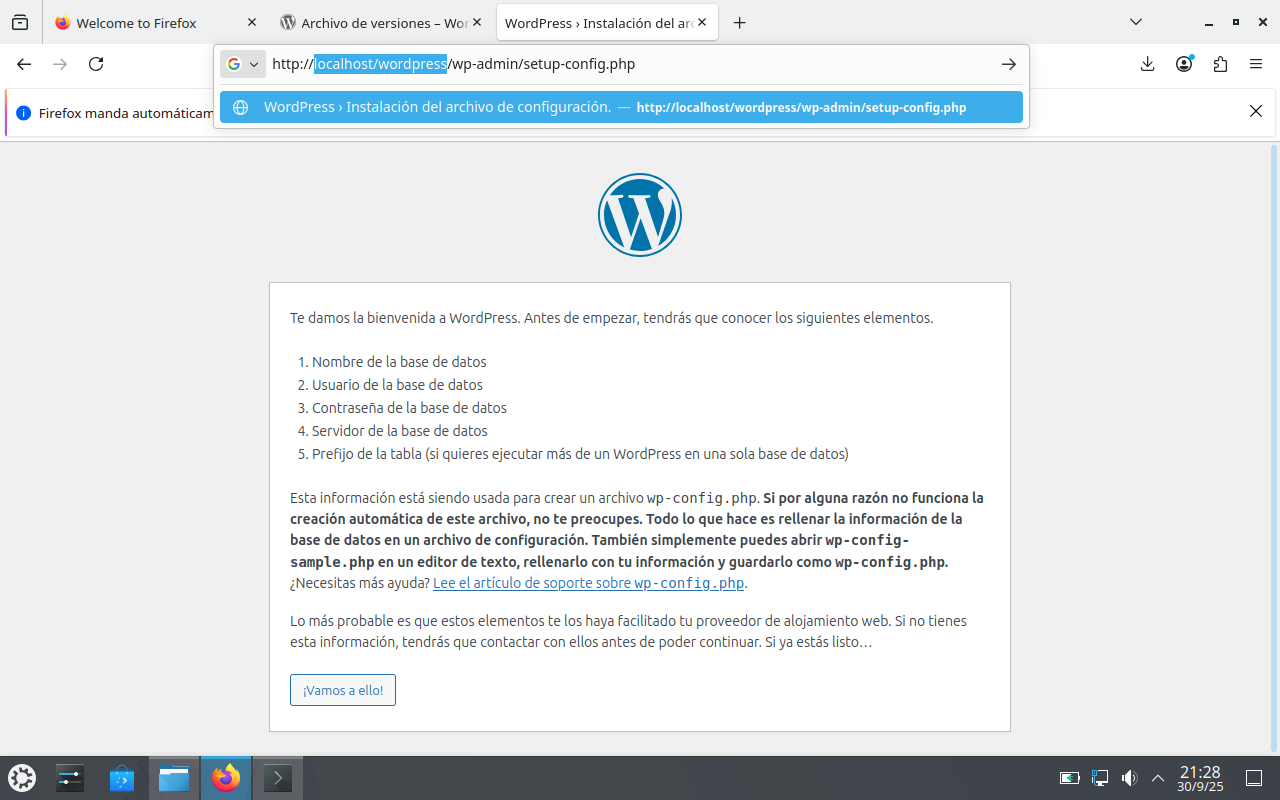 Welcome to Firefox
Archivo de versiones – Wor
WordPress › Instalación del arc
http://localhost/wordpress/wp-admin/setup-config.php
WordPress › Instalación del archivo de configuración. — http://localhost/wordpress/wp-admin/setup-config.php
Firefox manda automáticam
Te damos la bienvenida a WordPress. Antes de empezar, tendrás que conocer los siguientes elementos.
1. Nombre de la base de datos
2. Usuario de la base de datos
3. Contraseña de la base de datos
4. Servidor de la base de datos
5. Prefijo de la tabla (si quieres ejecutar más de un WordPress en una sola base de datos)
Esta información está siendo usada para crear un archivo wp-config.php. Si por alguna razón no funciona la
creación automática de este archivo, no te preocupes. Todo lo que hace es rellenar la información de la
base de datos en un archivo de configuración. También simplemente puedes abrir wp-config-
sample.php en un editor de texto, rellenarlo con tu información y guardarlo como wp-config.php.
¿Necesitas más ayuda? Lee el artículo de soporte sobre wp-config.php.
Lo más probable es que estos elementos te los haya facilitado tu proveedor de alojamiento web. Si no tienes
esta información, tendrás que contactar con ellos antes de poder continuar. Si ya estás listo…
¡Vamos a ello!
21:28
30/9/25